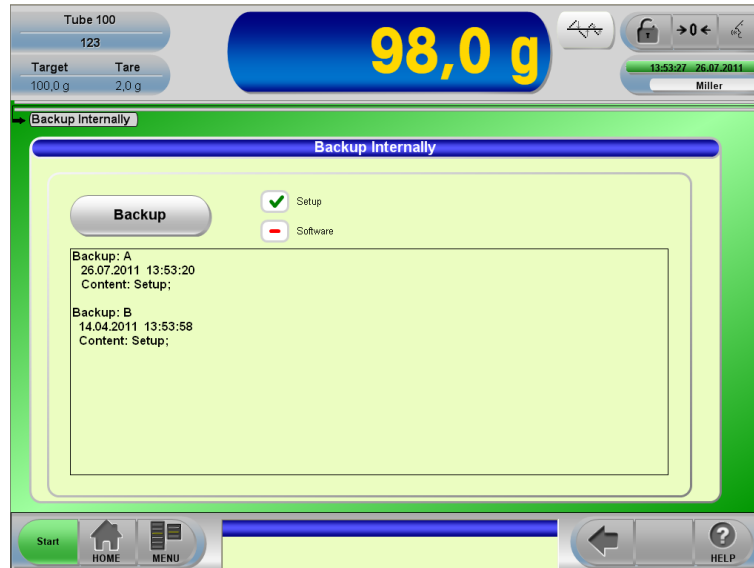 Tube 100
123
Target Tare
100,0 g 2,0 g
98,0 g
→0←
13:53:27 26.07.2011
Miller
Backup Internally
Backup Internally
Backup
Setup
Software
Backup: A
26.07.2011 13:53:20
Content: Setup;
Backup: B
14.04.2011 13:53:58
Content: Setup;
Start
HOME
MENU
HELP